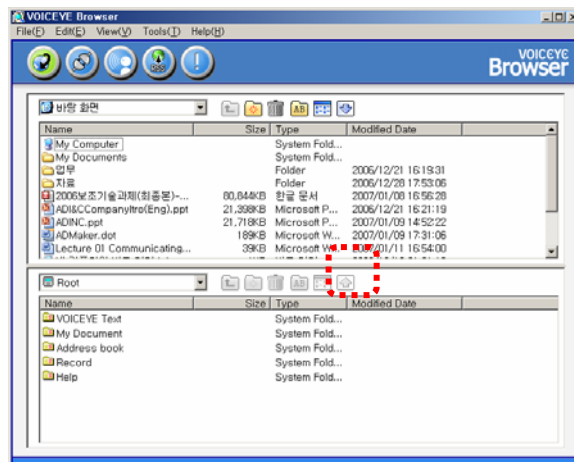 VOICEYE Browser
File(F) Edit(E) View(V) Tools(T) Help(H)
VOICEYE
Browser
바탕 화면
Name Size Type Modified Date
My Computer System Fold...
My Documents System Fold...
업무 Folder 2006/12/21 16:19:31
자료 Folder 2006/12/28 17:53:06
2006보조기술과제(최종본)-... 80,844KB 한글 문서 2007/01/08 16:56:28
ADI&CCompanyItro(Eng).ppt 21,398KB Microsoft P... 2006/12/21 16:21:19
ADINC.ppt 21,718KB Microsoft P... 2007/01/09 14:52:22
ADMaker.dot 189KB Microsoft W... 2007/01/09 17:31:06
Lecture 01 Communicating... 39KB Microsoft W... 2007/01/11 16:54:00
Root
Name Size Type Modified Date
VOICEYE Text System Fold...
My Document System Fold...
Address book System Fold...
Record System Fold...
Help System Fold...